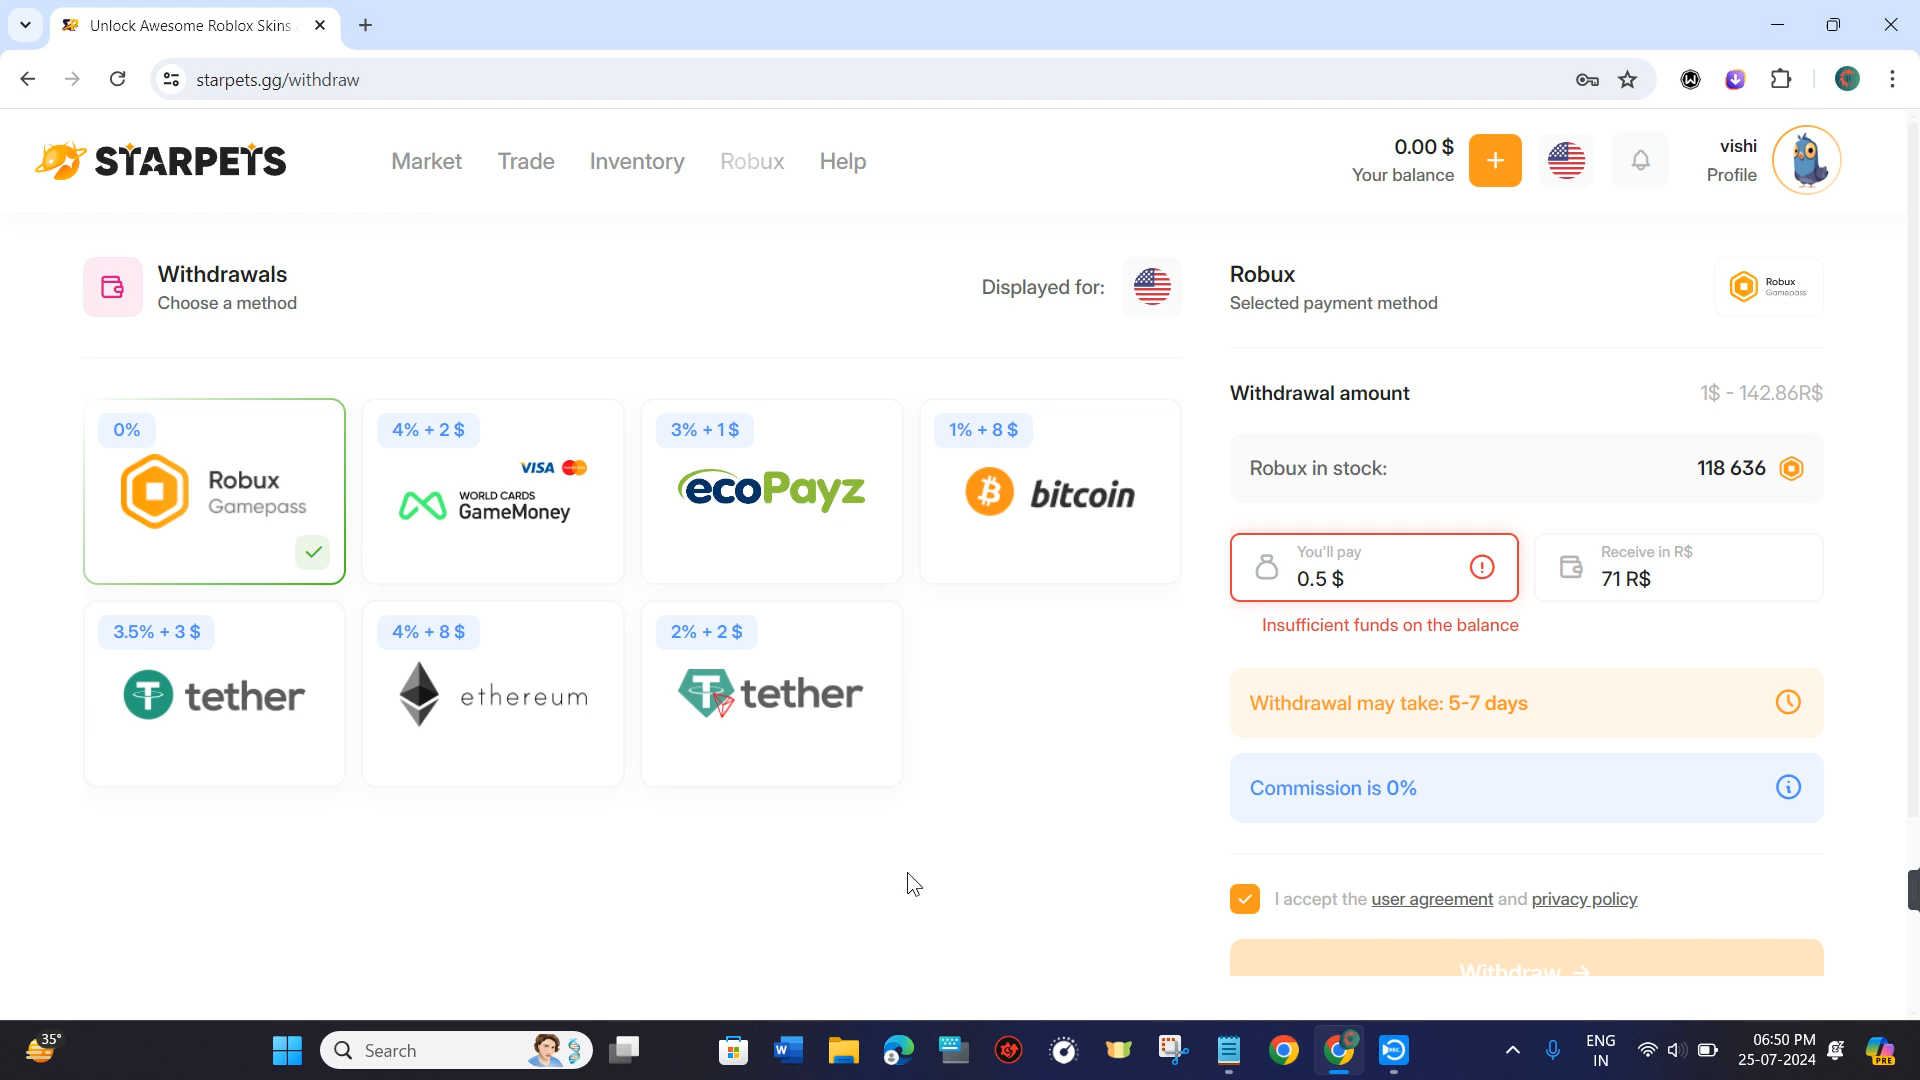 Unlock Awesome Roblox Skins
starpets.gg/withdraw
STARPETS
Market
Trade
Inventory
Robux
Help
0.00 $
Your balance
+
vishi
Profile
Withdrawals
Choose a method
Displayed for:
0%
Robux
Gamepass
4% + 2 $
VISA
WORLD CARDS
GameMoney
3% + 1 $
ecoPayz
1% + 8 $
bitcoin
3.5% + 3 $
tether
4% + 8 $
ethereum
2% + 2 $
tether
Robux
Selected payment method
Robux
Gamepass
Withdrawal amount
1$ - 142.86R$
Robux in stock:
118 636
You'll pay
0.5 $
Receive in R$
71 R$
Insufficient funds on the balance
Withdrawal may take: 5-7 days
Commission is 0%
I accept the user agreement and privacy policy
Withdraw →
35°
Search
ENG
IN
06:50 PM
25-07-2024
PRE